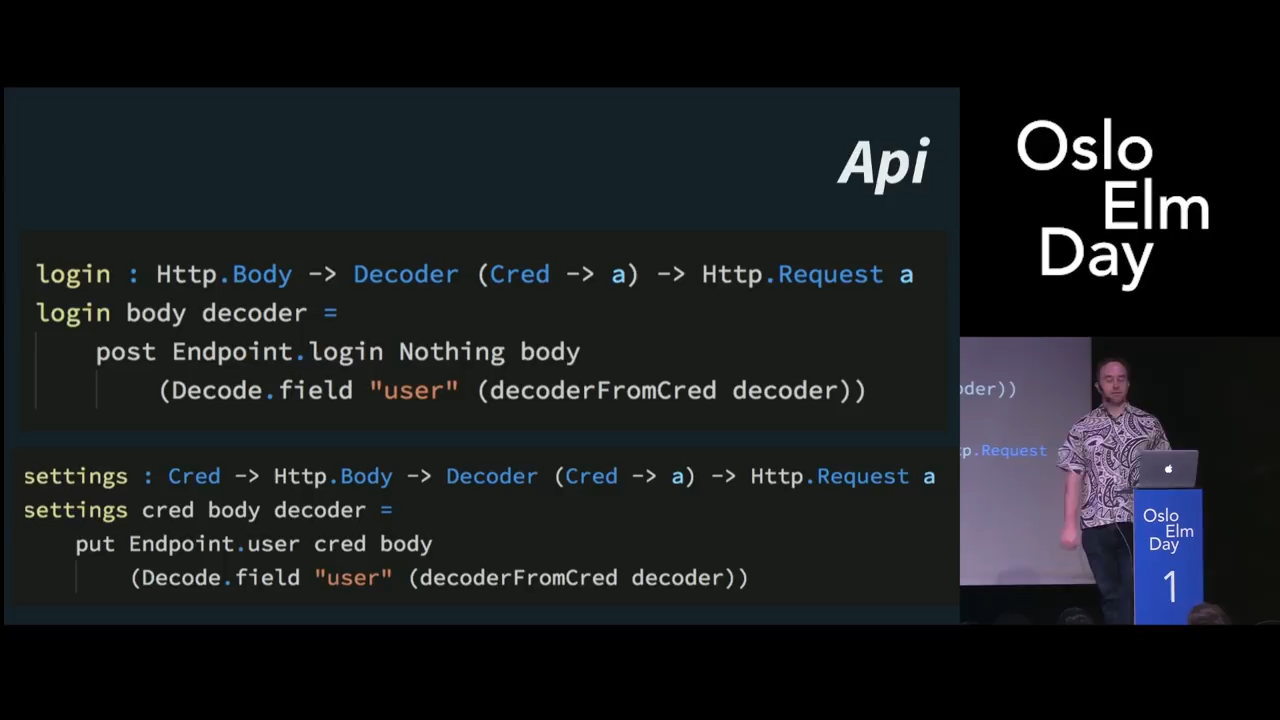 Api
login : Http.Body -> Decoder (Cred -> a) -> Http.Request a
login body decoder =
post Endpoint.login Nothing body
(Decode.field "user" (decoderFromCred decoder))
settings : Cred -> Http.Body -> Decoder (Cred -> a) -> Http.Request a
settings cred body decoder =
put Endpoint.user cred body
(Decode.field "user" (decoderFromCred decoder))
Oslo
Elm
Day
oder))
p.Request
Oslo
Elm
Day
1